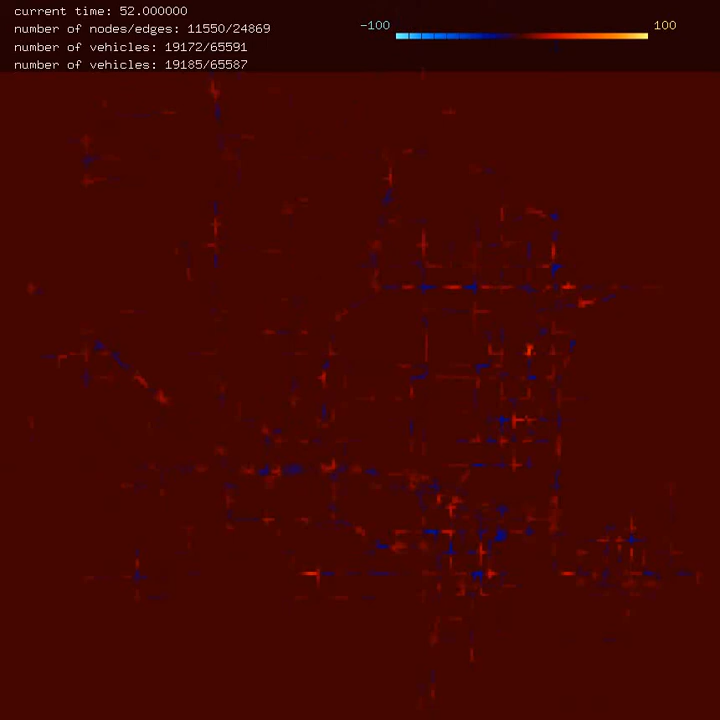 current time: 52.000000
number of nodes/edges: 11550/24869
number of vehicles: 19172/65591
number of vehicles: 19185/65587
-100
100